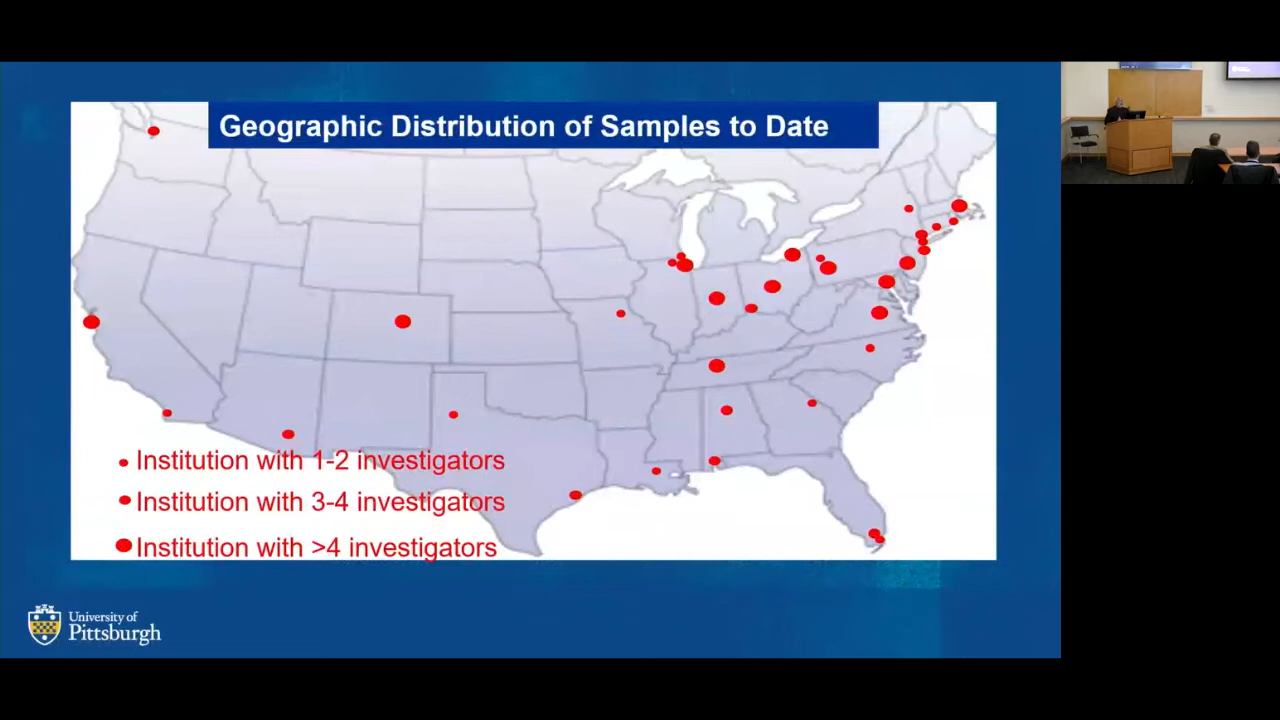 Geographic Distribution of Samples to Date
Institution with 1-2 investigators
Institution with 3-4 investigators
Institution with >4 investigators
University of
Pittsburgh